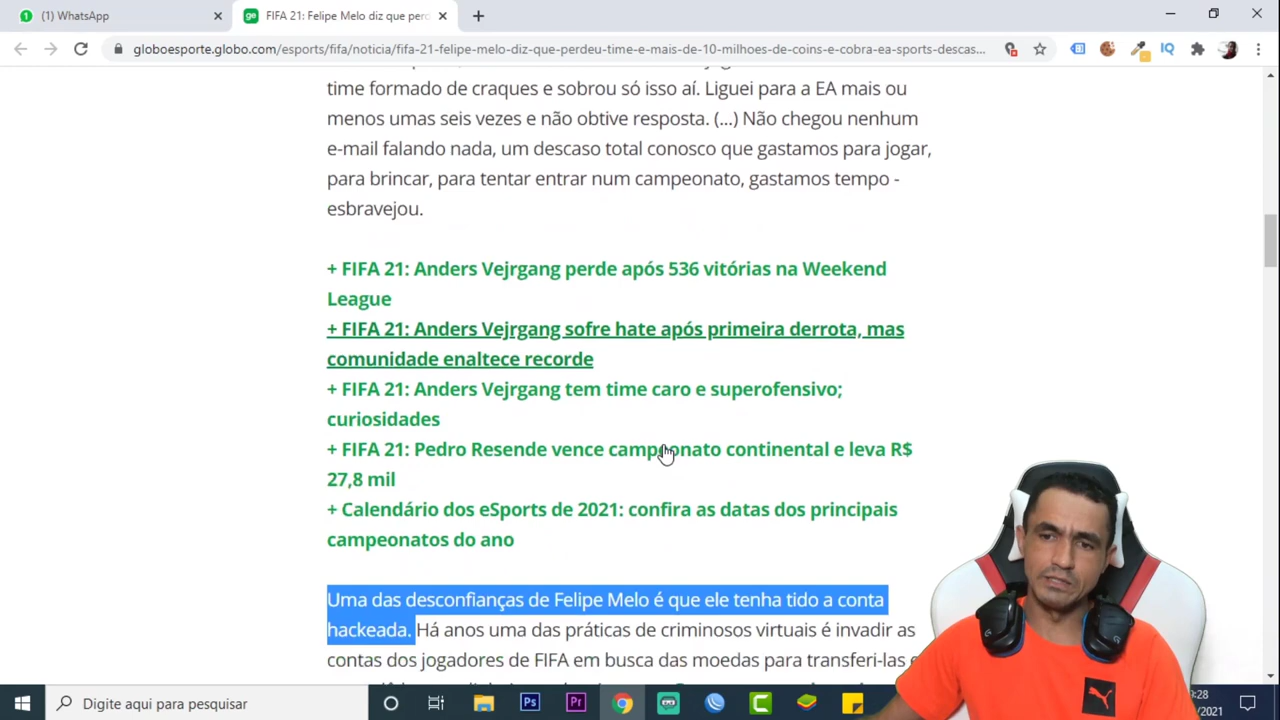 (1) WhatsApp
FIFA 21: Felipe Melo diz que perd
globoesporte.globo.com/esports/fifa/noticia/fifa-21-felipe-melo-diz-que-perdeu-time-e-mais-de-10-milhoes-de-coins-e-cobra-ea-sports-descas...
time formado de craques e sobrou só isso aí. Liguei para a EA mais ou
menos umas seis vezes e não obtive resposta. (...) Não chegou nenhum
e-mail falando nada, um descaso total conosco que gastamos para jogar,
para brincar, para tentar entrar num campeonato, gastamos tempo -
esbravejou.
+ FIFA 21: Anders Vejrgang perde após 536 vitórias na Weekend
League
+ FIFA 21: Anders Vejrgang sofre hate após primeira derrota, mas
comunidade enaltece recorde
+ FIFA 21: Anders Vejrgang tem time caro e superofensivo;
curiosidades
+ FIFA 21: Pedro Resende vence campeonato continental e leva R$
27,8 mil
+ Calendário dos eSports de 2021: confira as datas dos principais
campeonatos do ano
Uma das desconfianças de Felipe Melo é que ele tenha tido a conta
hackeada. Há anos uma das práticas de criminosos virtuais é invadir as
contas dos jogadores de FIFA em busca das moedas para transferi-las
Digite aqui para pesquisar
Ps
Pr
0:28
/2021
PUMA